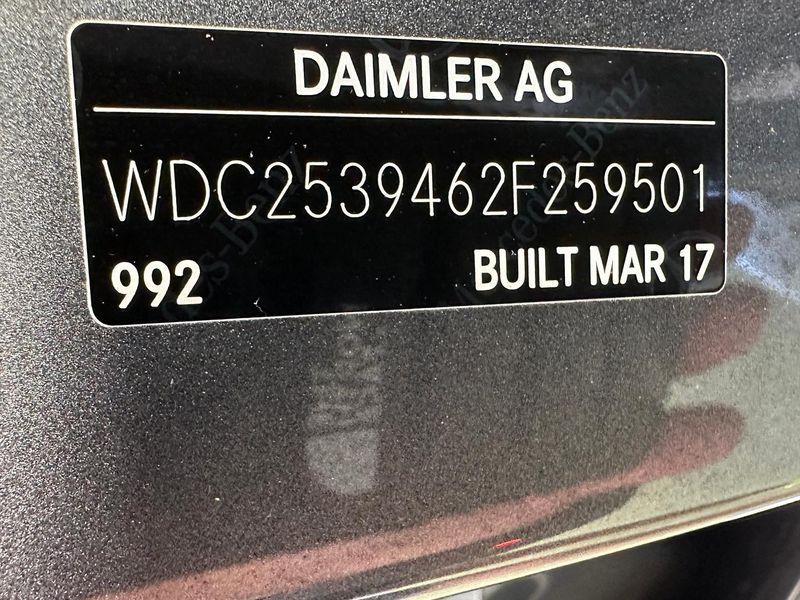 DAIMLER AG
WDC2539462F259501
992 BUILT MAR 17